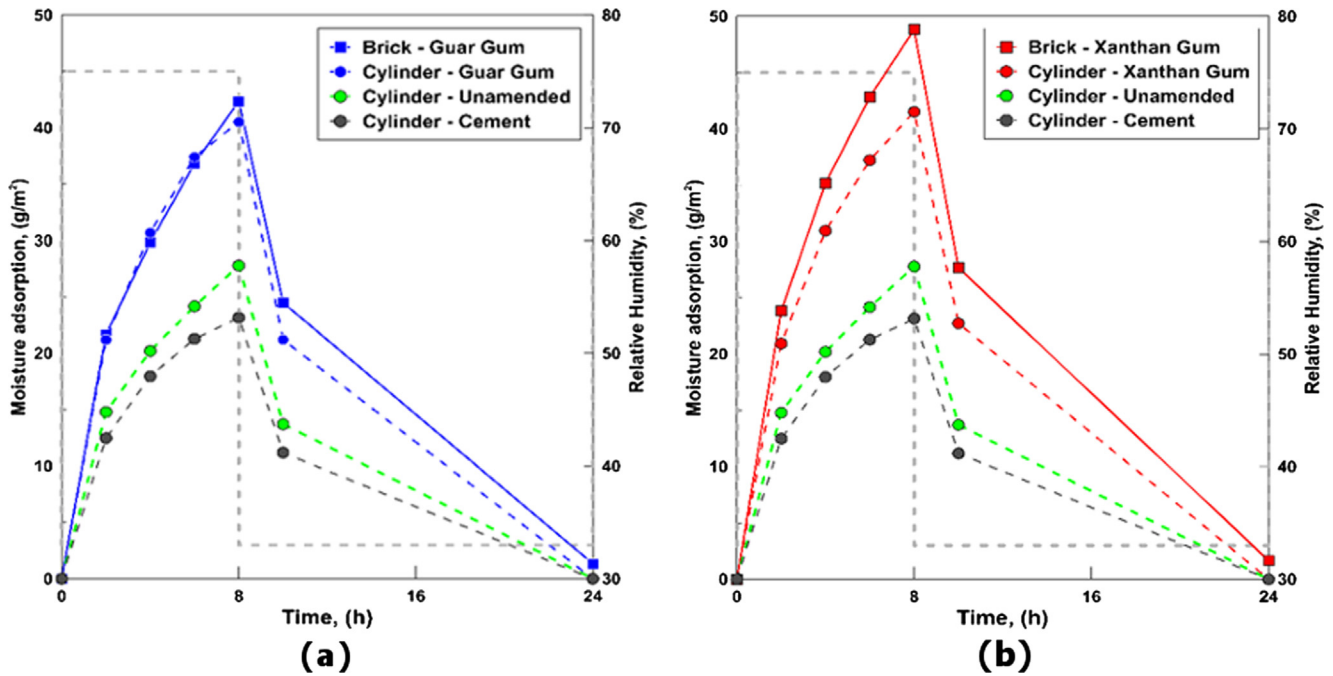 50
40
30
20
10
0
Moisture adsorption, (g/m²)
80
70
60
50
40
30
Relative Humidity, (%)
Brick - Guar Gum
Cylinder - Guar Gum
Cylinder - Unamended
Cylinder - Cement
0
8
16
24
Time, (h)
(a)
50
40
30
20
10
0
Moisture adsorption, (g/m²)
80
70
60
50
40
30
Relative Humidity, (%)
Brick - Xanthan Gum
Cylinder - Xanthan Gum
Cylinder - Unamended
Cylinder - Cement
0
8
16
24
Time, (h)
(b)